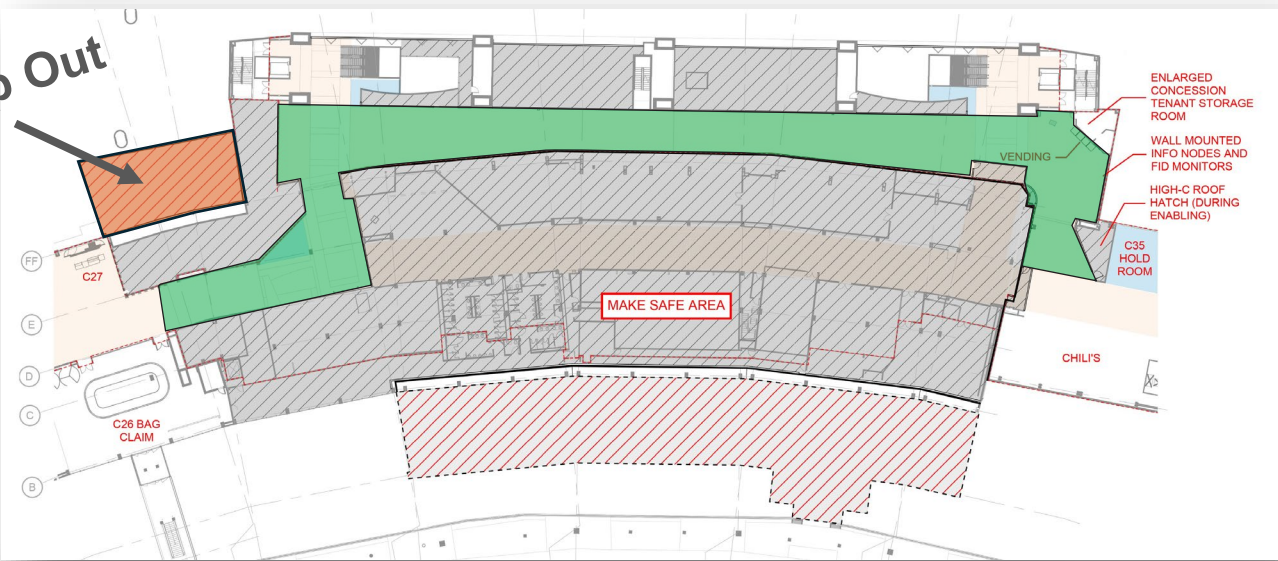 Out
ENLARGED
CONCESSION
TENANT STORAGE
ROOM
VENDING
WALL MOUNTED
INFO NODES AND
FID MONITORS
HIGH-C ROOF
HATCH (DURING
ENABLING)
C35
HOLD
ROOM
FF
C27
E
MAKE SAFE AREA
D
CHILI'S
C
C26 BAG
CLAIM
B